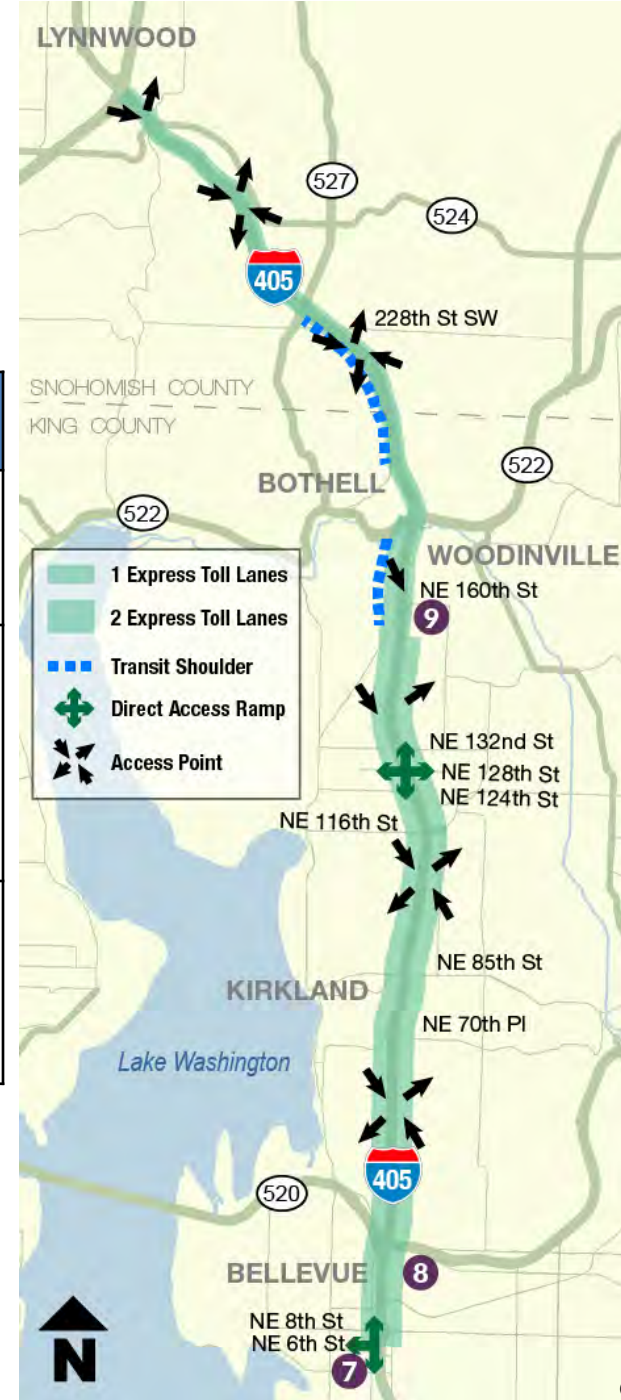 LYNNWOOD
527
524
405
228th St SW
SNOHOMISH COUNTY
KING COUNTY
BOTHELL
522
522
WOODINVILLE
1 Express Toll Lanes
2 Express Toll Lanes
Transit Shoulder
Direct Access Ramp
Access Point
NE 160th St
9
NE 132nd St
NE 128th St
NE 124th St
NE 116th St
NE 85th St
KIRKLAND
NE 70th Pl
Lake Washington
405
520
BELLEVUE
8
NE 8th St
NE 6th St
7
N